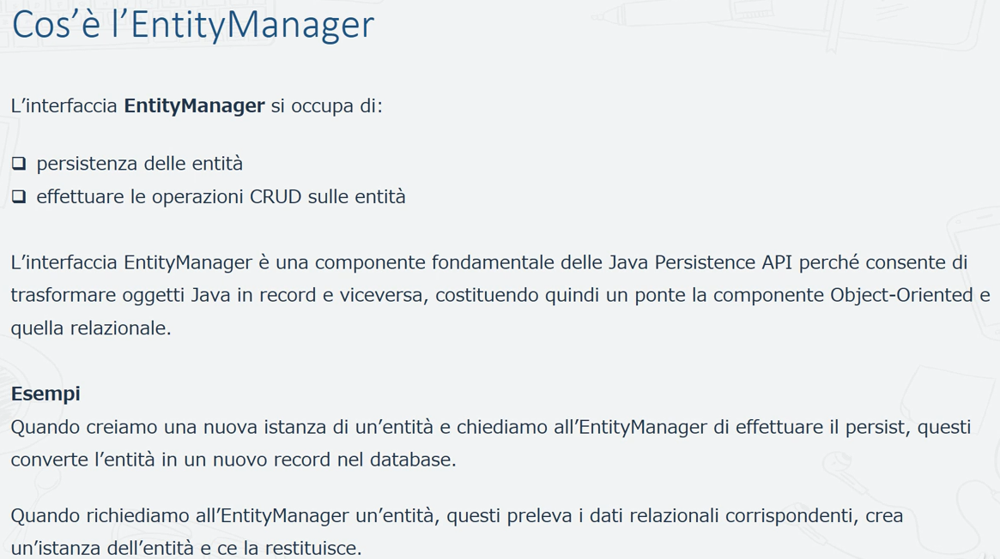 Cos’è l’EntityManager
L’interfaccia EntityManager si occupa di:
❑ persistenza delle entità
❑ effettuare le operazioni CRUD sulle entità
L’interfaccia EntityManager è una componente fondamentale delle Java Persistence API perché consente di
trasformare oggetti Java in record e viceversa, costituendo quindi un ponte la componente Object-Oriented e
quella relazionale.
Esempi
Quando creiamo una nuova istanza di un’entità e chiediamo all’EntityManager di effettuare il persist, questi
converte l’entità in un nuovo record nel database.
Quando richiediamo all’EntityManager un’entità, questi preleva i dati relazionali corrispondenti, crea
un’istanza dell’entità e ce la restituisce.